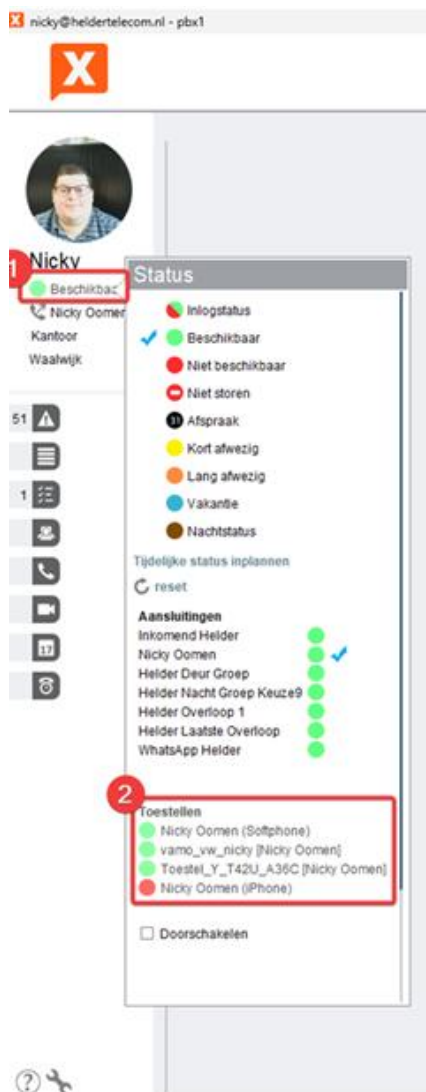 nicky@heldertelecom.nl - pbx1
X
Nicky
1
Beschikbaa
Nicky Oomen
Kantoor
Waalwijk
51
1
17
Status
Inlogstatus
Beschikbaar
Niet beschikbaar
Niet storen
31 Afspraak
Kort afwezig
Lang afwezig
Vakantie
Nachtstatus
Tijdelijke status inplannen
reset
Aansluitingen
Inkomend Helder
Nicky Oomen
Helder Deur Groep
Helder Nacht Groep Keuze9
Helder Overloop 1
Helder Laatste Overloop
WhatsApp Helder
2
Toestellen
Nicky Oomen (Softphone)
vamo_vw_nicky [Nicky Oomen]
Toestel_Y_T42U_A36C [Nicky Oomen]
Nicky Oomen (iPhone)
Doorschakelen
?